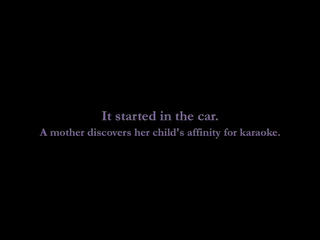 It started in the car.
A mother discovers her child's affinity for karaoke.